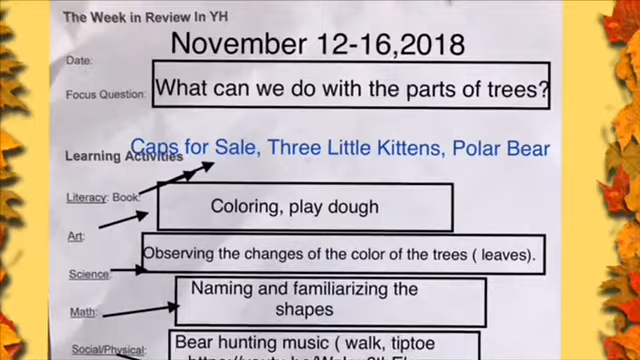 The Week in Review In YH
November 12-16,2018
Date:
Focus Question: What can we do with the parts of trees?
Caps for Sale, Three Little Kittens, Polar Bear
Learning Activities
Literacy: Book:
Coloring, play dough
Art:
Observing the changes of the color of the trees ( leaves).
Science:
Naming and familiarizing the
shapes
Math:
Social/Physical: Bear hunting music ( walk, tiptoe